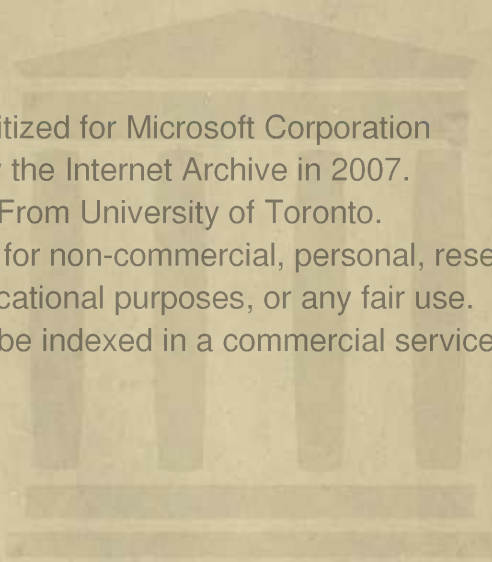 itized for Microsoft Corporation
the Internet Archive in 2007.
From University of Toronto.
for non-commercial, personal, rese
cational purposes, or any fair use.
be indexed in a commercial service